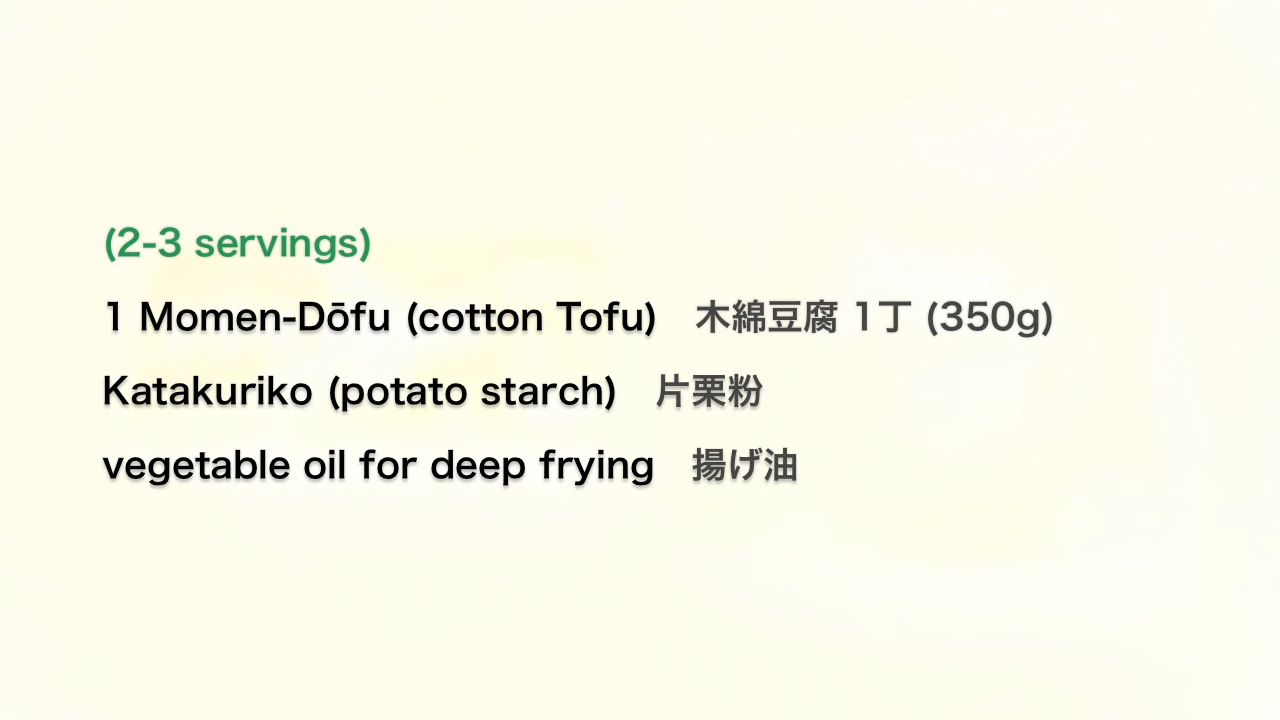 (2-3 servings)
1 Momen-Dōfu (cotton Tofu) 木綿豆腐 1丁 (350g)
Katakuriko (potato starch) 片栗粉
vegetable oil for deep frying 揚げ油